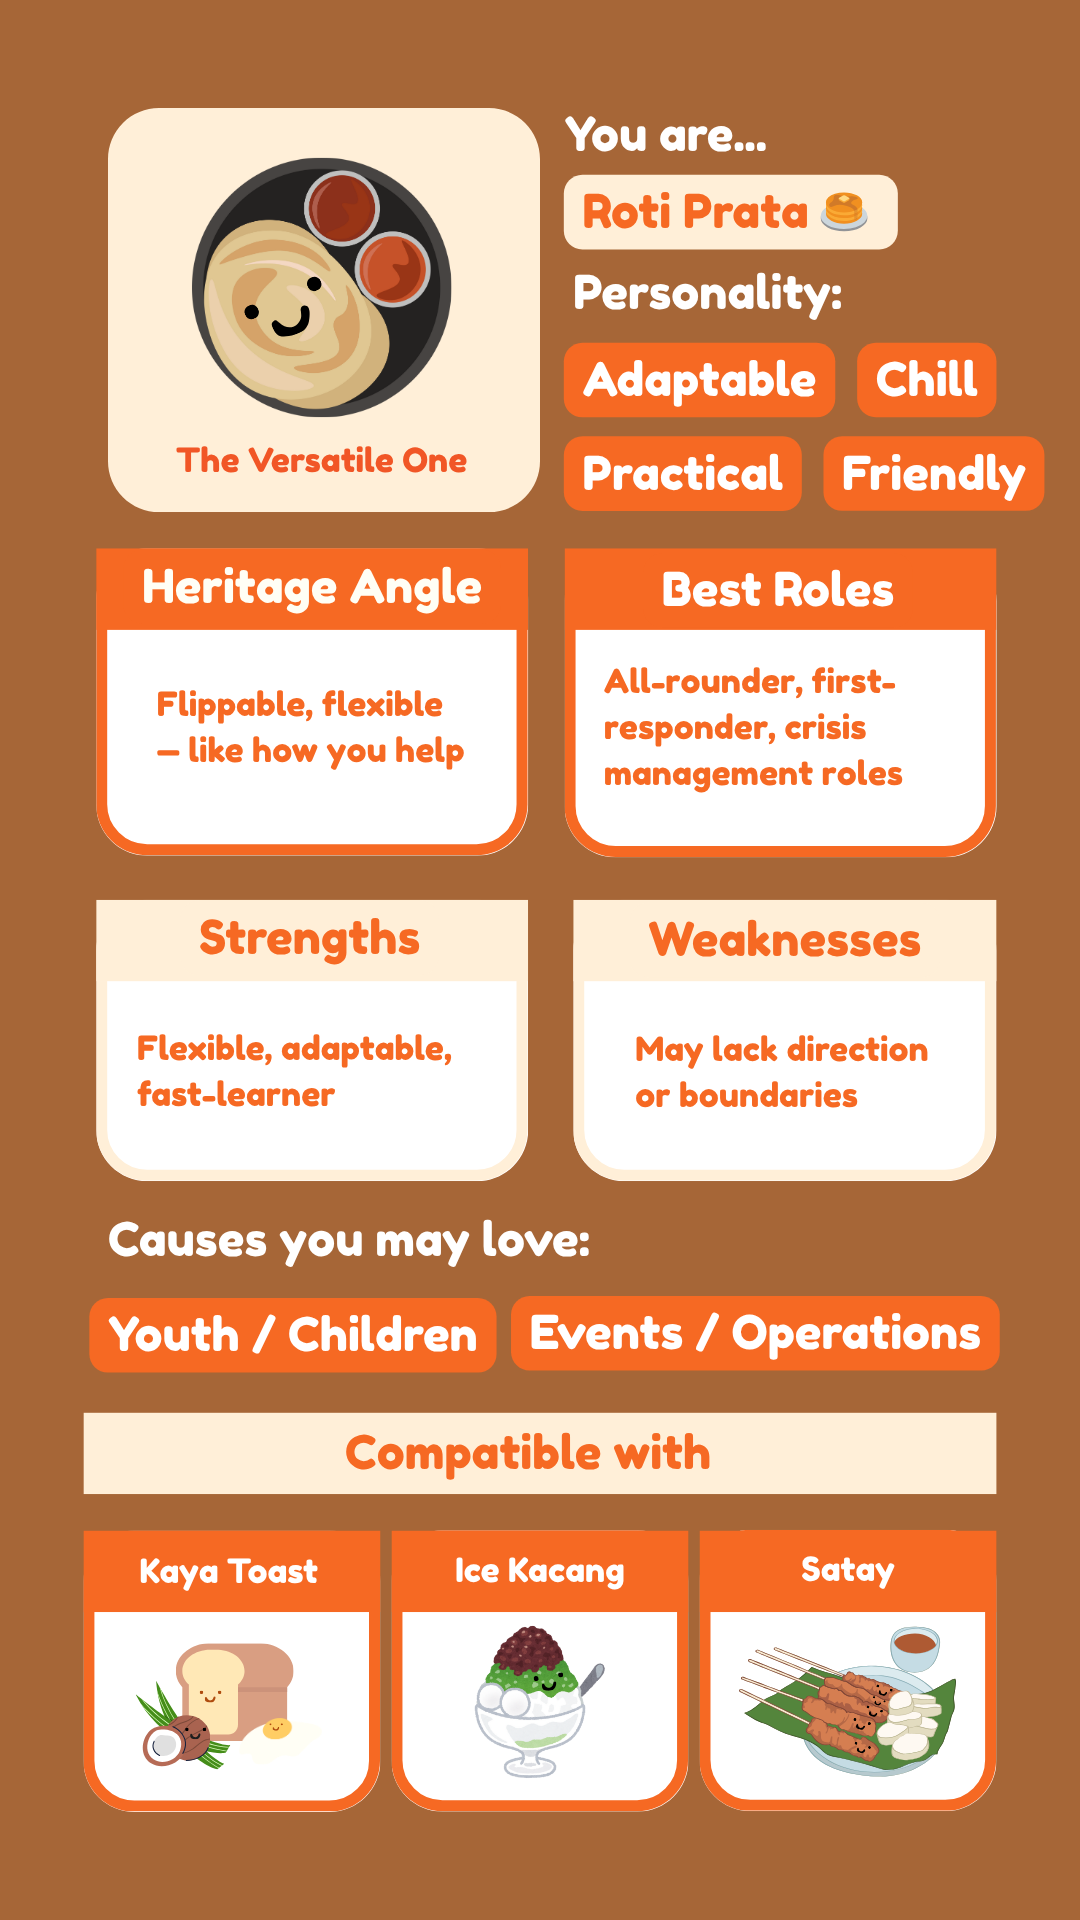 You are...
Roti Prata 🥞
The Versatile One
Personality:
Adaptable
Chill
Practical
Friendly
Heritage Angle
Flippable, flexible
– like how you help
Best Roles
All-rounder, first-
responder, crisis
management roles
Strengths
Flexible, adaptable,
fast-learner
Weaknesses
May lack direction
or boundaries
Causes you may love:
Youth / Children
Events / Operations
Compatible with
Kaya Toast
Ice Kacang
Satay